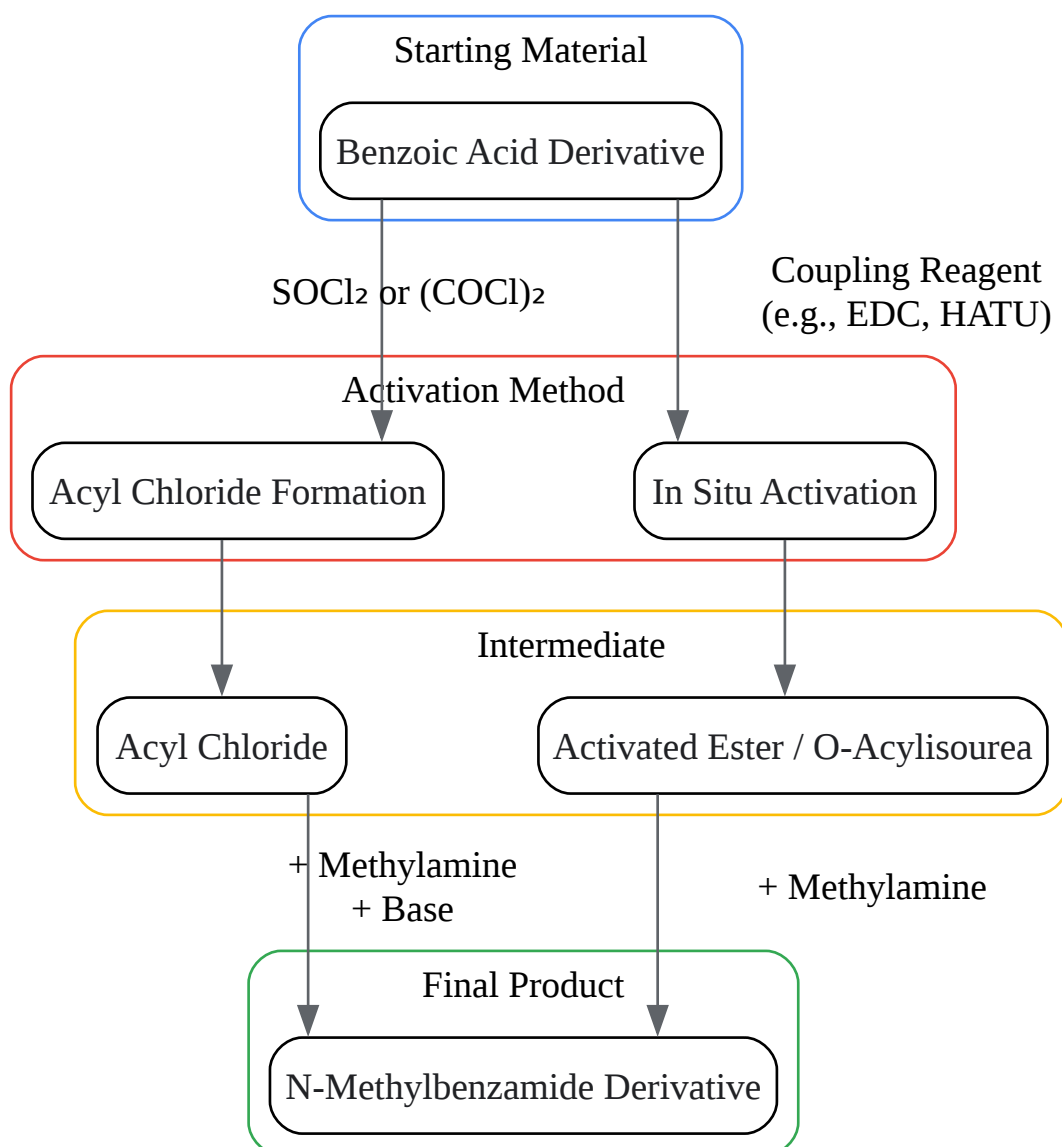 Starting Material
Benzoic Acid Derivative
SOCl₂ or (COCl)₂
Coupling Reagent
(e.g., EDC, HATU)
Activation Method
Acyl Chloride Formation
In Situ Activation
Intermediate
Acyl Chloride
Activated Ester / O-Acylisourea
+ Methylamine
+ Base
+ Methylamine
Final Product
N-Methylbenzamide Derivative